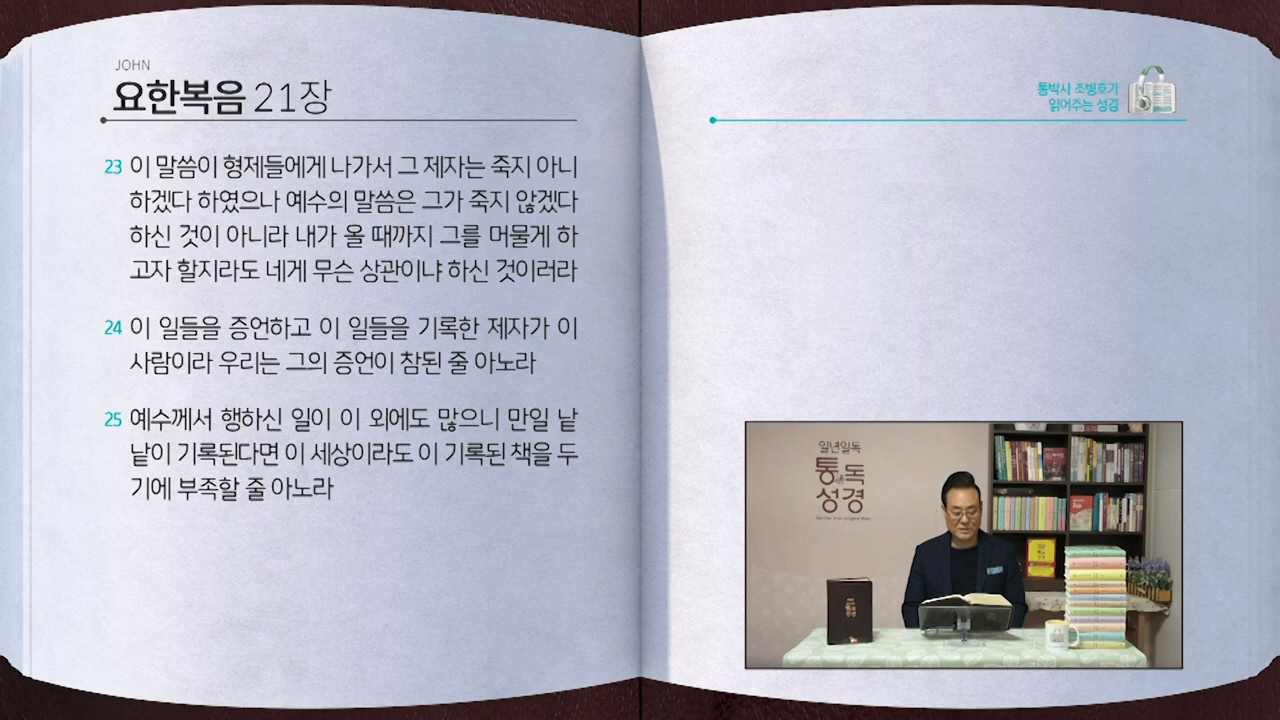 JOHN
요한복음 21장
23 이 말씀이 형제들에게 나가서 그 제자는 죽지 아니
하겠다 하였으나 예수의 말씀은 그가 죽지 않겠다
하신 것이 아니라 내가 올 때까지 그를 머물게 하
고자 할지라도 네게 무슨 상관이냐 하신 것이러라
24 이 일들을 증언하고 이 일들을 기록한 제자가 이
사람이라 우리는 그의 증언이 참된 줄 아노라
25 예수께서 행하신 일이 이 외에도 많으니 만일 낱
낱이 기록된다면 이 세상이라도 이 기록된 책을 두
기에 부족할 줄 아노라
통박사 조병호가
읽어주는 성경
일년일독
통독
성경